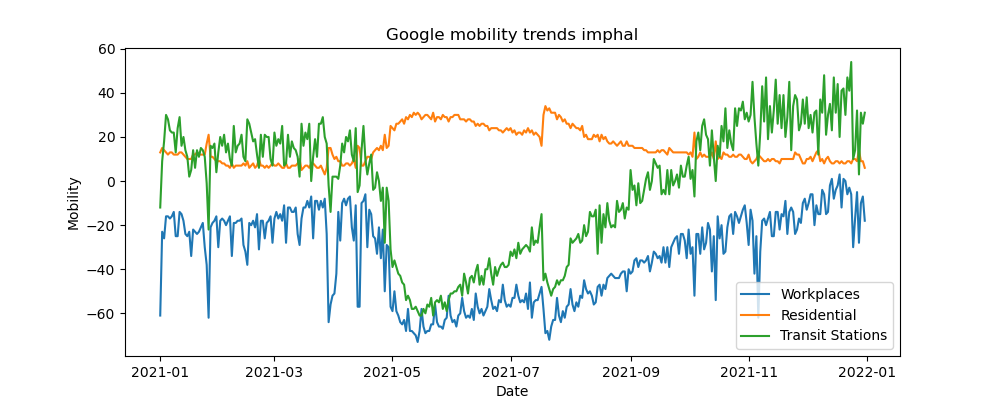 Google mobility trends imphal
60
40
20
0
−20
−40
−60
Mobility
2021-01 2021-03 2021-05 2021-07 2021-09 2021-11 2022-01
Date
Workplaces
Residential
Transit Stations